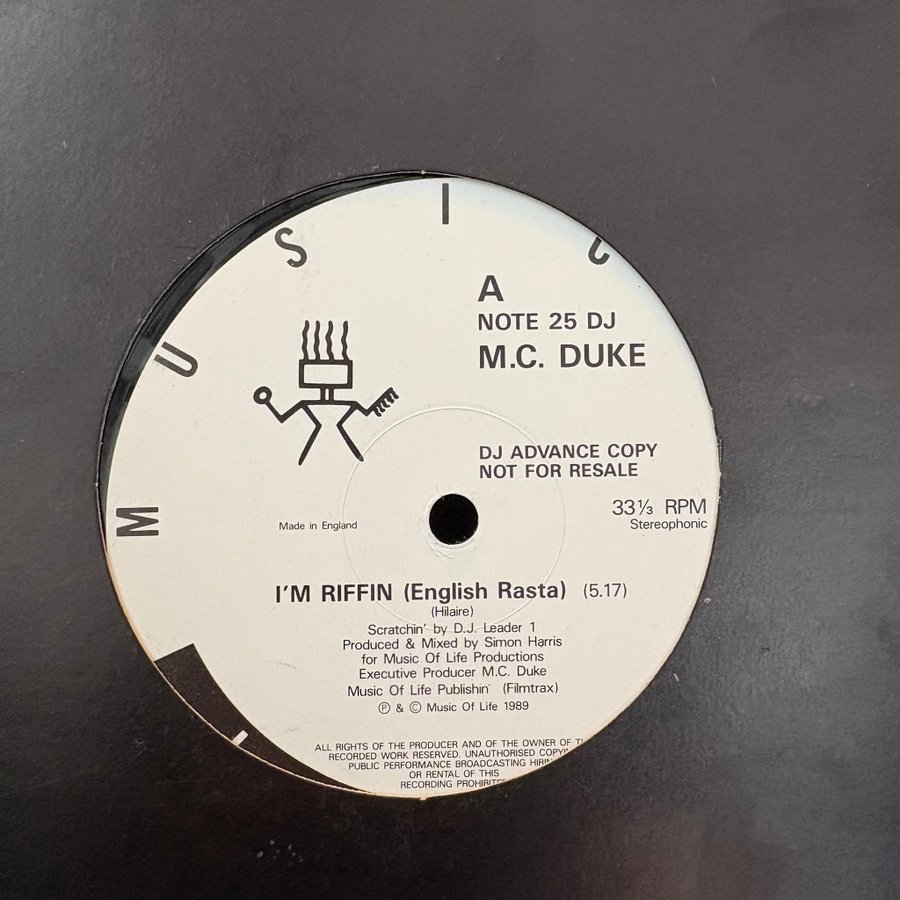 MUSIC
A
NOTE 25 DJ
M.C. DUKE
DJ ADVANCE COPY
NOT FOR RESALE
33⅓ RPM
Stereophonic
Made in England
I'M RIFFIN (English Rasta) (5.17)
(Hilaire)
Scratchin' by D.J. Leader 1
Produced & Mixed by Simon Harris
for Music Of Life Productions
Executive Producer M.C. Duke
Music Of Life Publishin' (Filmtrax)
Ⓟ & © Music Of Life 1989
ALL RIGHTS OF THE PRODUCER AND OF THE OWNER OF
RECORDED WORK RESERVED. UNAUTHORISED
PUBLIC PERFORMANCE BROADCASTING
OR RENTAL OF THIS
RECORDING